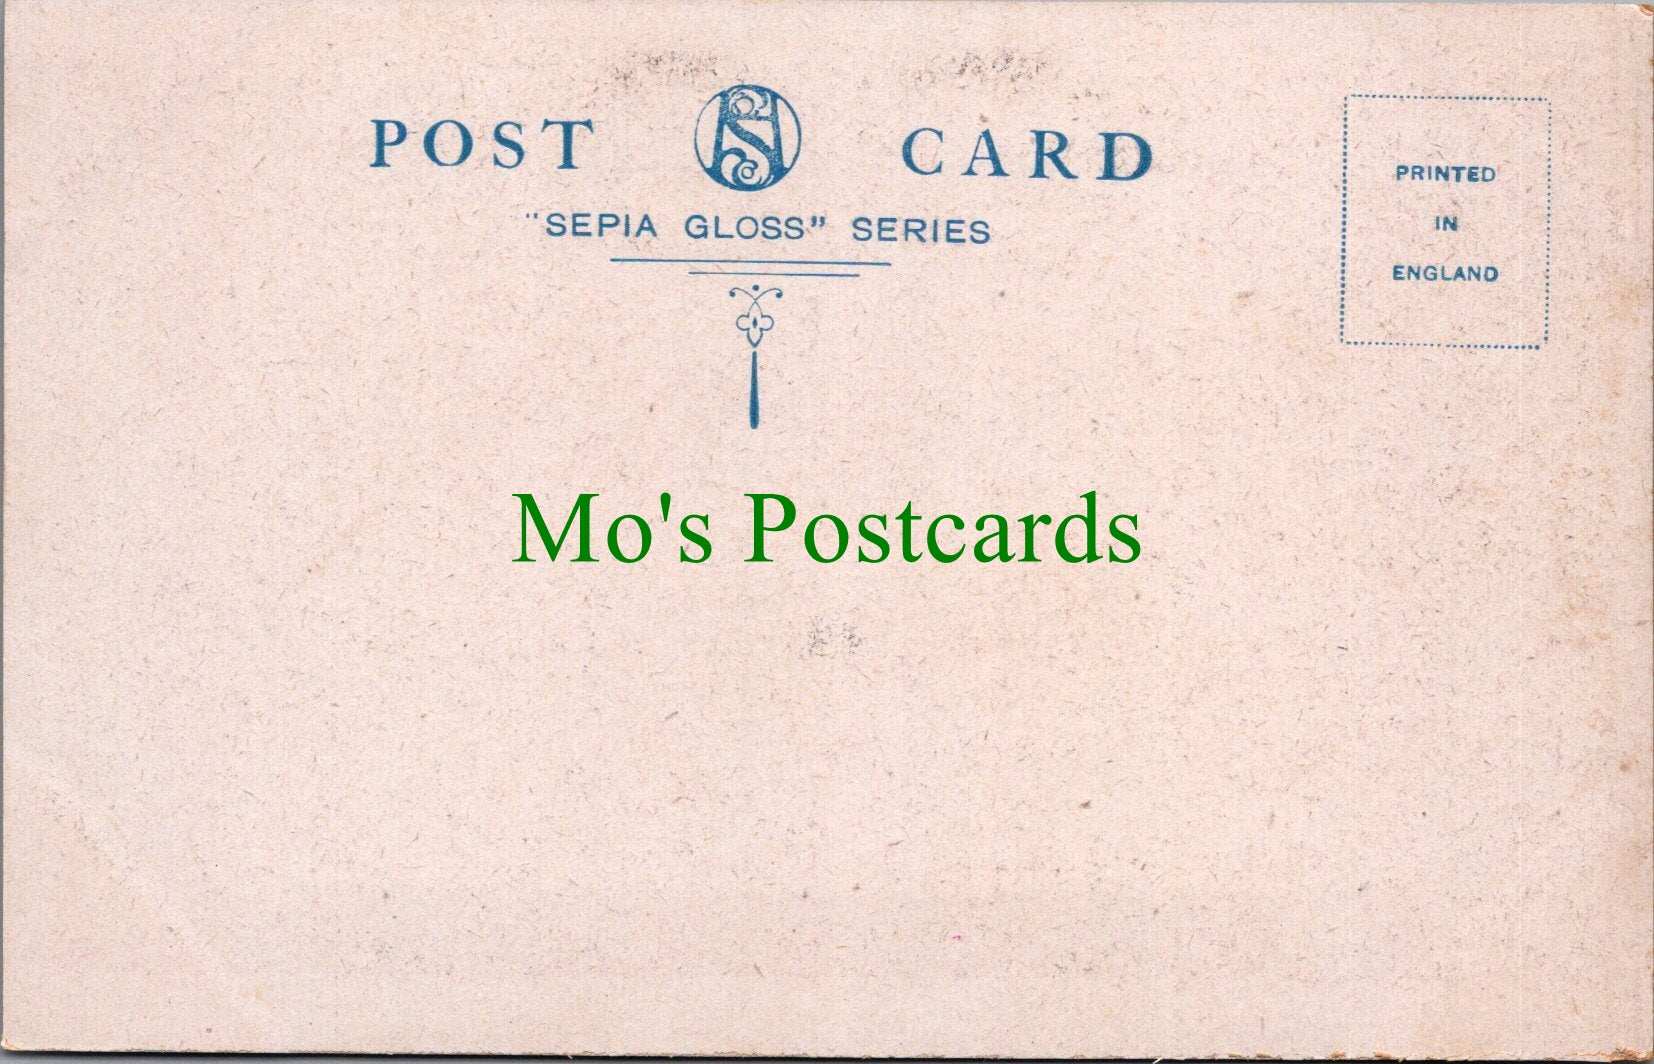 POST CARD
"SEPIA GLOSS" SERIES
PRINTED
IN
ENGLAND
Mo's Postcards